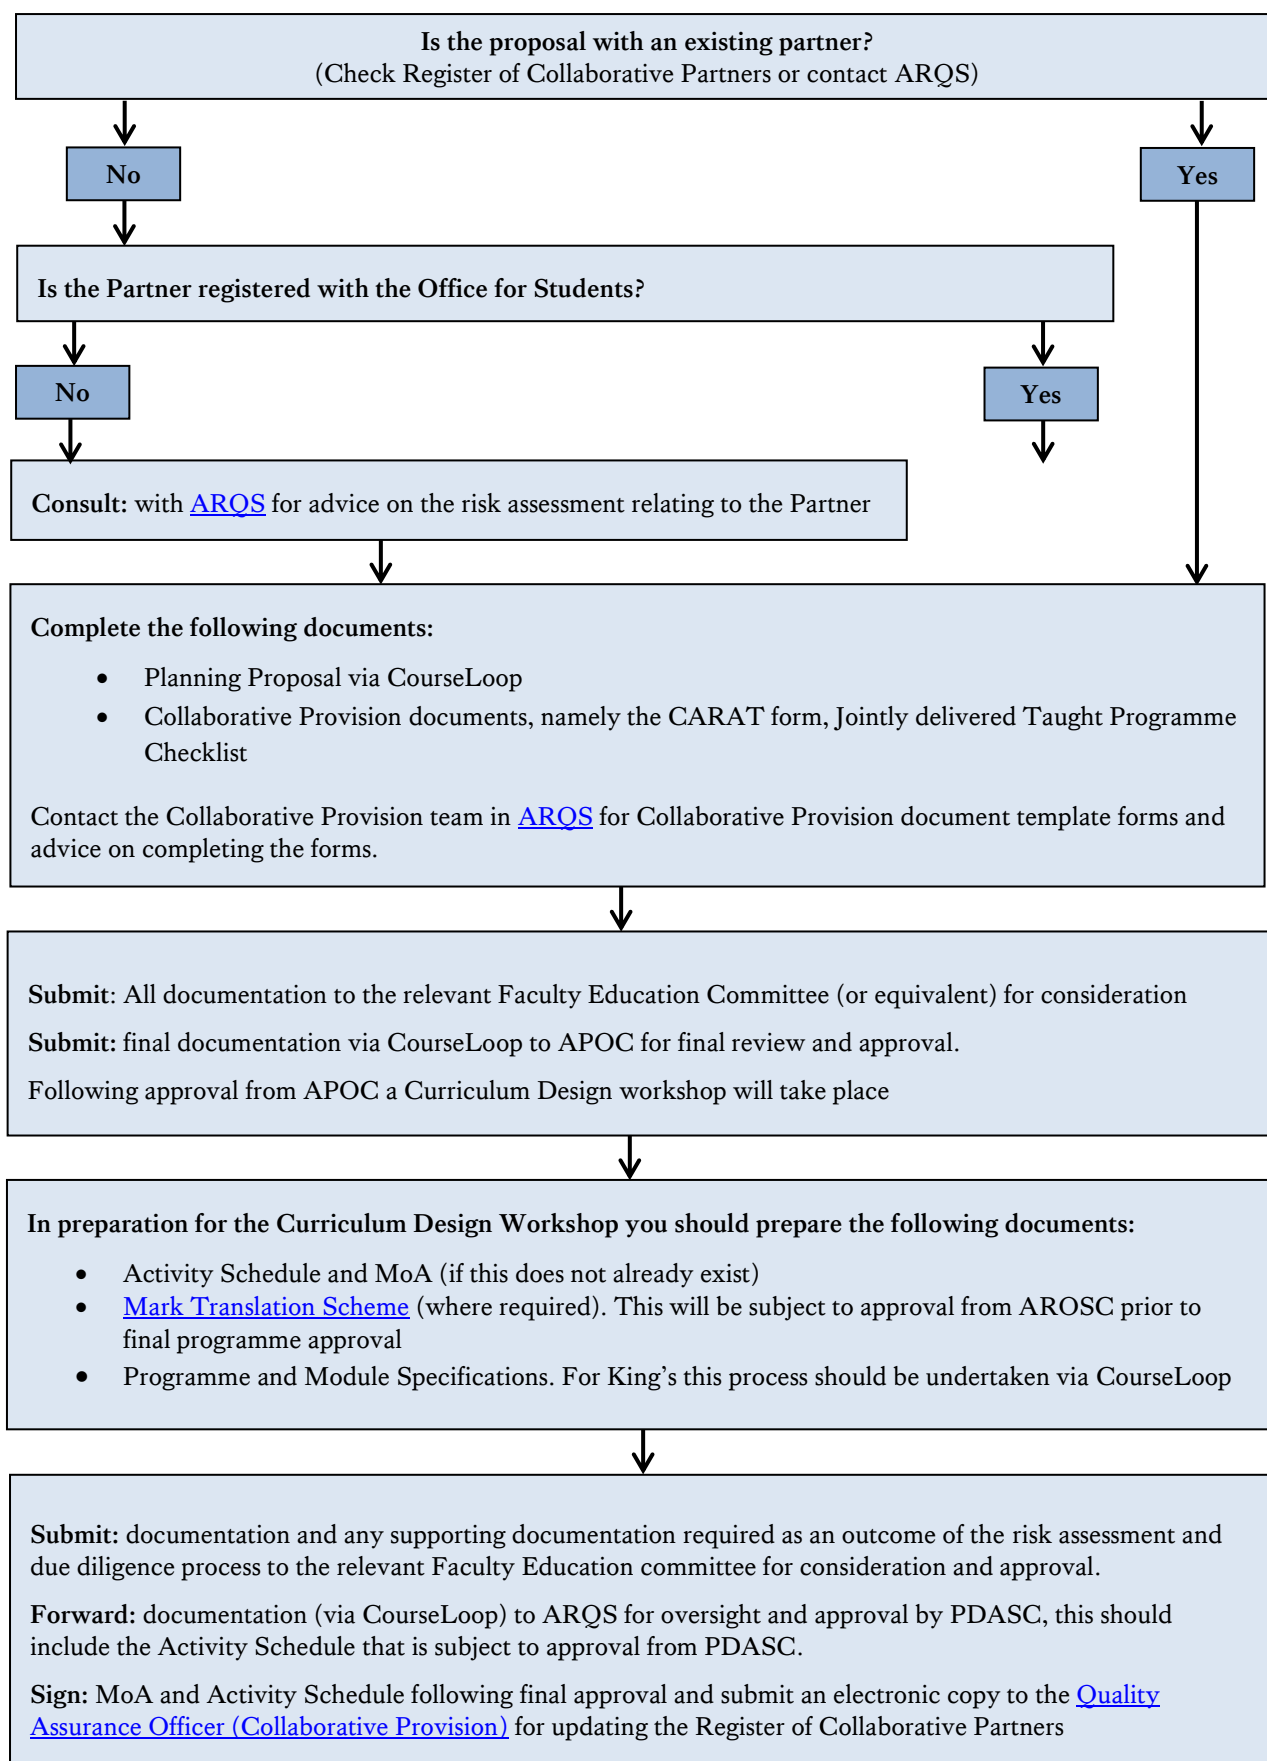 Is the proposal with an existing partner?
(Check Register of Collaborative Partners or contact ARQS)
No
Yes
Is the Partner registered with the Office for Students?
No
Yes
Consult: with ARQS for advice on the risk assessment relating to the Partner
Complete the following documents:
• Planning Proposal via CourseLoop
• Collaborative Provision documents, namely the CARAT form, Jointly delivered Taught Programme
Checklist
Contact the Collaborative Provision team in ARQS for Collaborative Provision document template forms and
advice on completing the forms.
Submit: All documentation to the relevant Faculty Education Committee (or equivalent) for consideration
Submit: final documentation via CourseLoop to APOC for final review and approval.
Following approval from APOC a Curriculum Design workshop will take place
In preparation for the Curriculum Design Workshop you should prepare the following documents:
• Activity Schedule and MoA (if this does not already exist)
• Mark Translation Scheme (where required). This will be subject to approval from AROSC prior to
final programme approval
• Programme and Module Specifications. For King's this process should be undertaken via CourseLoop
Submit: documentation and any supporting documentation required as an outcome of the risk assessment and
due diligence process to the relevant Faculty Education committee for consideration and approval.
Forward: documentation (via CourseLoop) to ARQS for oversight and approval by PDASC, this should
include the Activity Schedule that is subject to approval from PDASC.
Sign: MoA and Activity Schedule following final approval and submit an electronic copy to the Quality
Assurance Officer (Collaborative Provision) for updating the Register of Collaborative Partners